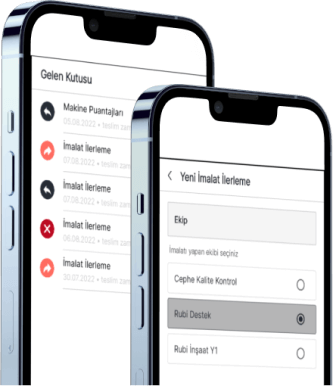 Gelen Kutusu
Makine Puantajları
05.08.2022 • teslim zam
İmalat İlerleme
07.08.2022 • teslim zam
İmalat İlerleme
07.08.2022 • teslim zam
İmalat İlerleme
06.08.2022 • teslim zam
İmalat İlerleme
30.07.2022 • teslim zam
Yeni İmalat İlerleme
Ekip
İmalatı yapan ekibi seçiniz
Cephe Kalite Kontrol
Rubi Destek
Rubi İnşaat Y1